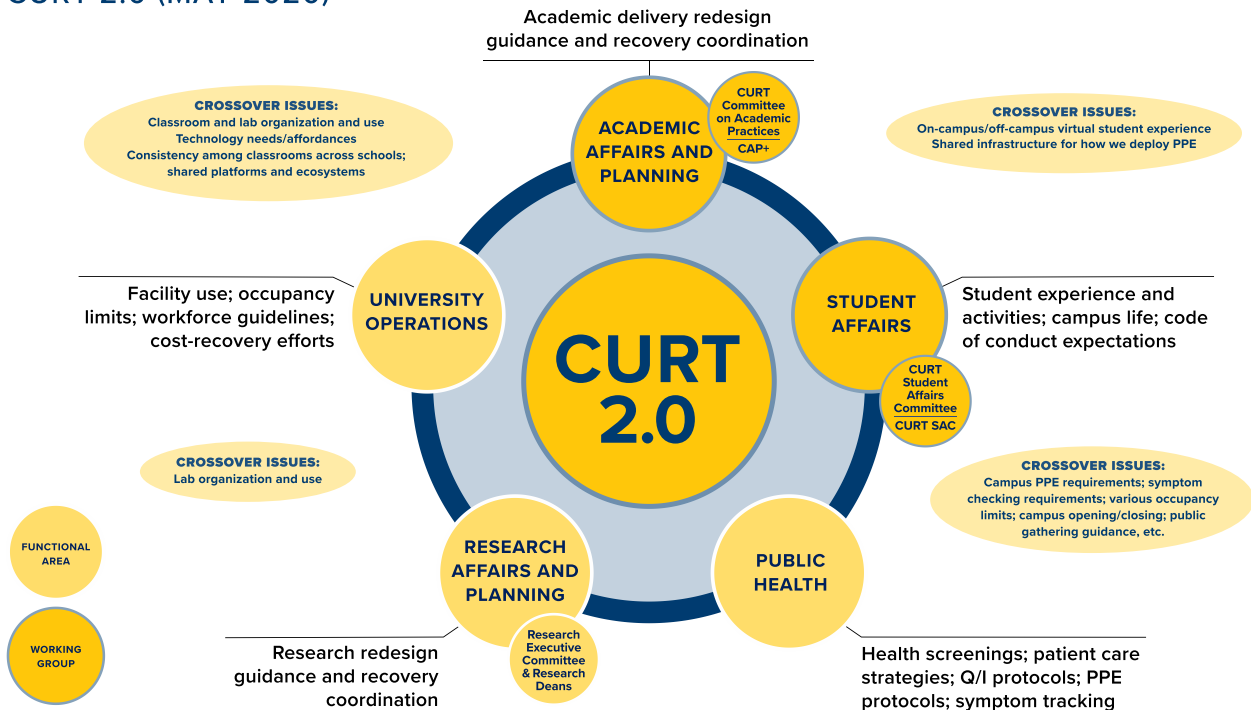 CURT 2.0 (MAY 2020)
Academic delivery redesign
guidance and recovery coordination
CROSSOVER ISSUES:
Classroom and lab organization and use
Technology needs/affordances
Consistency among classrooms across schools;
shared platforms and ecosystems
ACADEMIC
AFFAIRS AND
PLANNING
CURT
Committee
on Academic
Practices
CAP+
CROSSOVER ISSUES:
On-campus/off-campus virtual student experience
Shared infrastructure for how we deploy PPE
Facility use; occupancy
limits; workforce guidelines;
cost-recovery efforts
UNIVERSITY
OPERATIONS
CURT
2.0
STUDENT
AFFAIRS
Student experience and
activities; campus life; code
of conduct expectations
CURT
Student
Affairs
Committee
CURT SAC
CROSSOVER ISSUES:
Lab organization and use
CROSSOVER ISSUES:
Campus PPE requirements; symptom
checking requirements; various occupancy
limits; campus opening/closing; public
gathering guidance, etc.
FUNCTIONAL
AREA
WORKING
GROUP
RESEARCH
AFFAIRS AND
PLANNING
Research
Executive
Committee
& Research
Deans
PUBLIC
HEALTH
Research redesign
guidance and recovery
coordination
Health screenings; patient care
strategies; Q/I protocols; PPE
protocols; symptom tracking